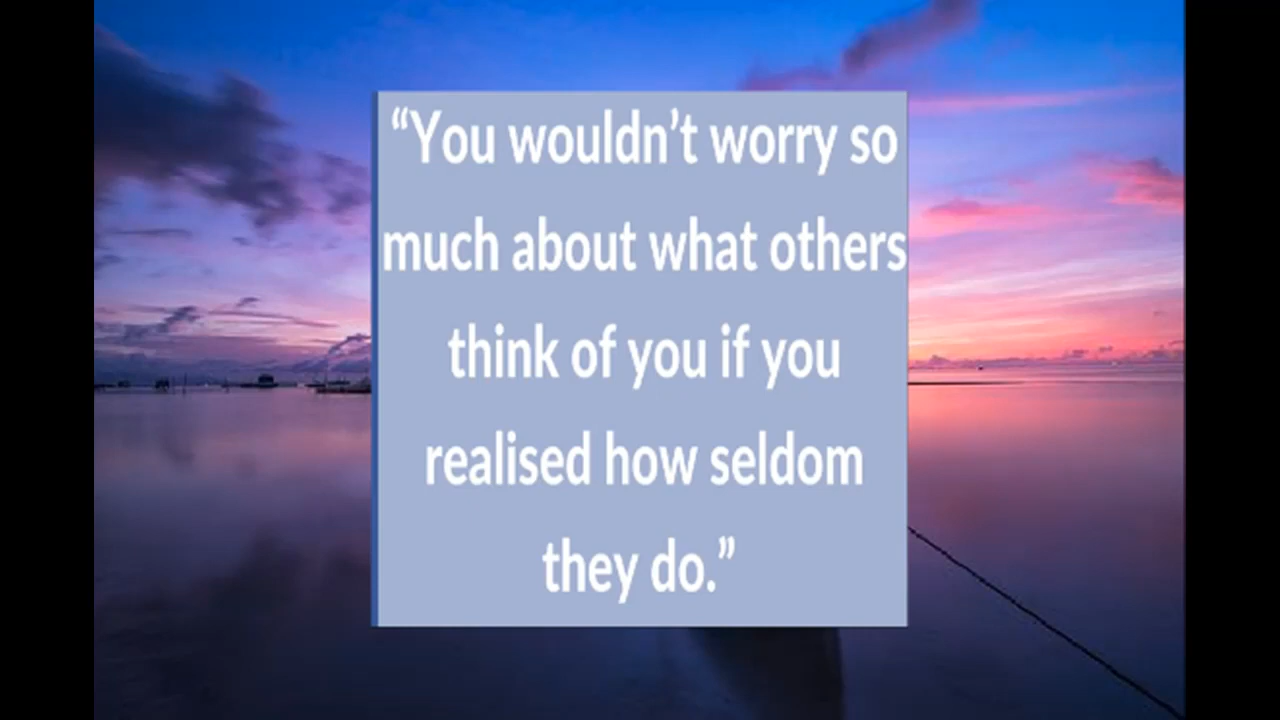 “You wouldn’t worry so
much about what others
think of you if you
realised how seldom
they do.”